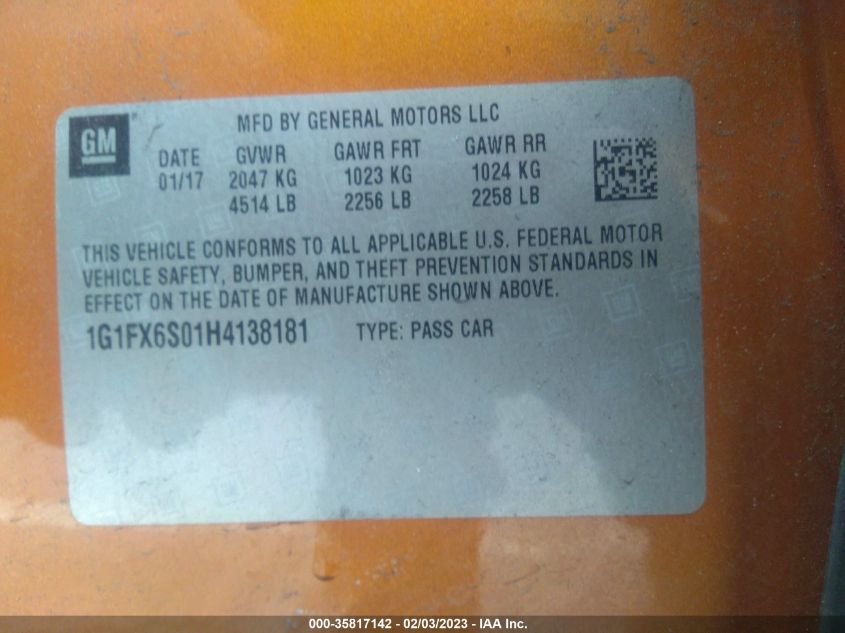 GM
MFD BY GENERAL MOTORS LLC
DATE GVWR GAWR FRT GAWR RR
01/17 2047 KG 1023 KG 1024 KG
4514 LB 2256 LB 2258 LB
THIS VEHICLE CONFORMS TO ALL APPLICABLE U.S. FEDERAL MOTOR
VEHICLE SAFETY, BUMPER, AND THEFT PREVENTION STANDARDS IN
EFFECT ON THE DATE OF MANUFACTURE SHOWN ABOVE.
1G1FX6S01H4138181 TYPE: PASS CAR
000-35817142 - 02/03/2023 - IAA Inc.